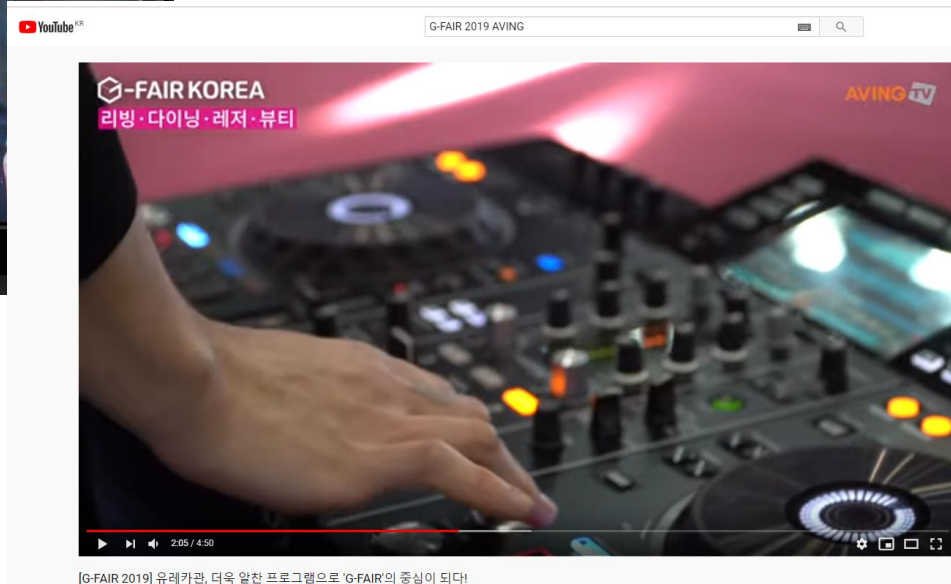 YouTube KR
G-FAIR 2019 AVING
G-FAIR KOREA
AVING TV
리빙·다이닝·레저·뷰티
2:05 / 4:50
[G-FAIR 2019] 유레카관, 더욱 알찬 프로그램으로 'G-FAIR'의 중심이 되다!